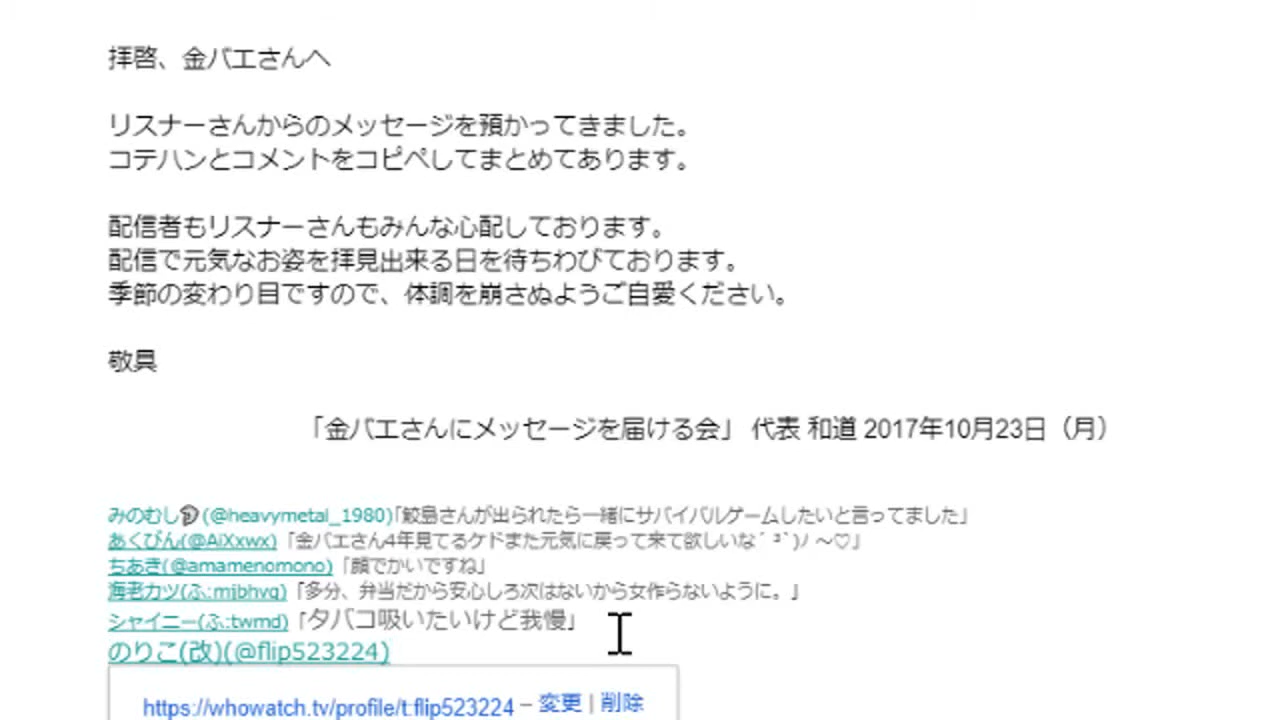 拝啓、金バエさんへ
リスナーさんからのメッセージを預かってきました。
コテハンとコメントをコピペしてまとめてあります。
配信者もリスナーさんもみんな心配しております。
配信で元気なお姿を拝見出来る日を待ちわびております。
季節の変わり目ですので、体調を崩さぬようご自愛ください。
敬具
「金バエさんにメッセージを届ける会」 代表 和道 2017年10月23日（月）
みのむし(@heavymetal_1980)「鮫島さんが出られたら一緒にサバイバルゲームしたいと言ってました」
あくびん(@AiXxwx)「金バエさん4年見てるケドまた元気に戻って来て欲しいな´³`)ﾉ ～♡」
ちあき(@amamenomono)「顔でかいですね」
海老カツ(ふ:mjbhvq)「多分、弁当だから安心しろ次はないから女作らないように。」
シャイニー(ふ:twmd)「タバコ吸いたいけど我慢」
のりこ(改)(@flip523224)
https://whowatch.tv/profile/t:flip523224 – 変更 | 削除